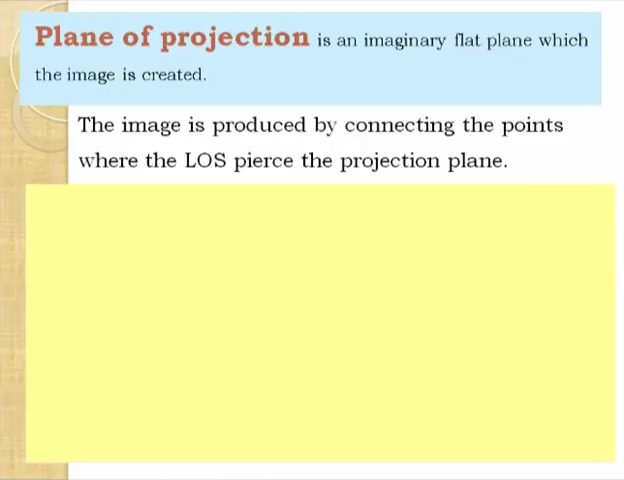 Plane of projection is an imaginary flat plane which
the image is created.
The image is produced by connecting the points
where the LOS pierce the projection plane.